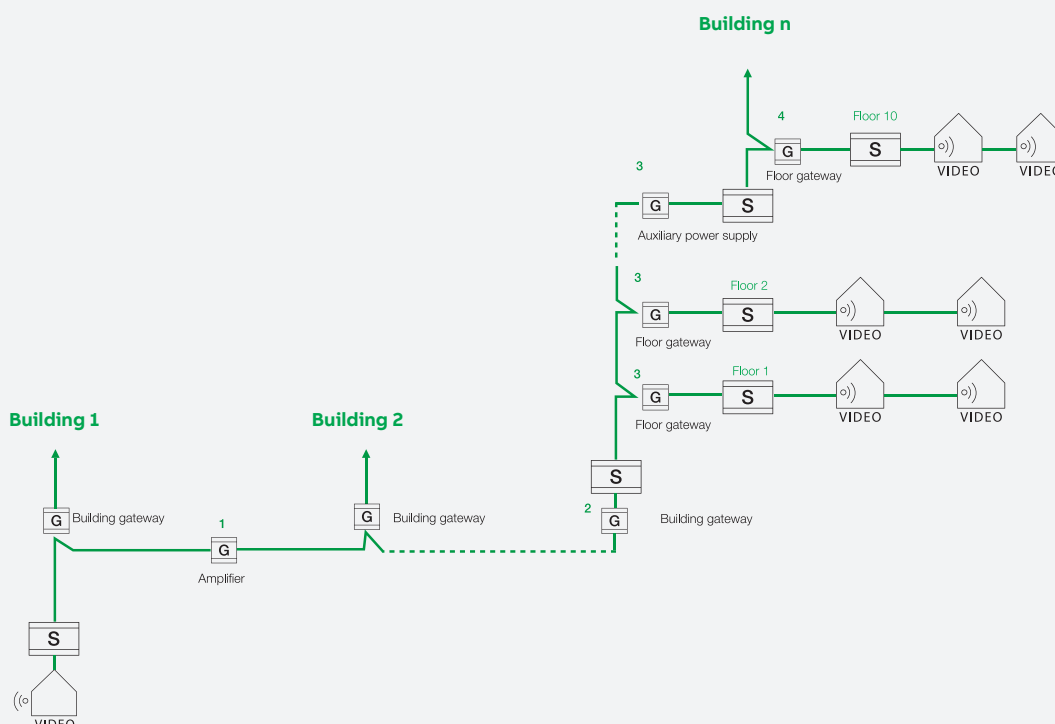 Building n
4
Floor 10
G
S
Floor gateway
VIDEO
VIDEO
3
G
S
Auxiliary power supply
3
Floor 2
G
S
Floor gateway
VIDEO
VIDEO
3
Floor 1
G
S
Floor gateway
VIDEO
VIDEO
Building 1
Building 2
S
G
Building gateway
1
G
Amplifier
G
Building gateway
2
G
Building gateway
S
VIDEO